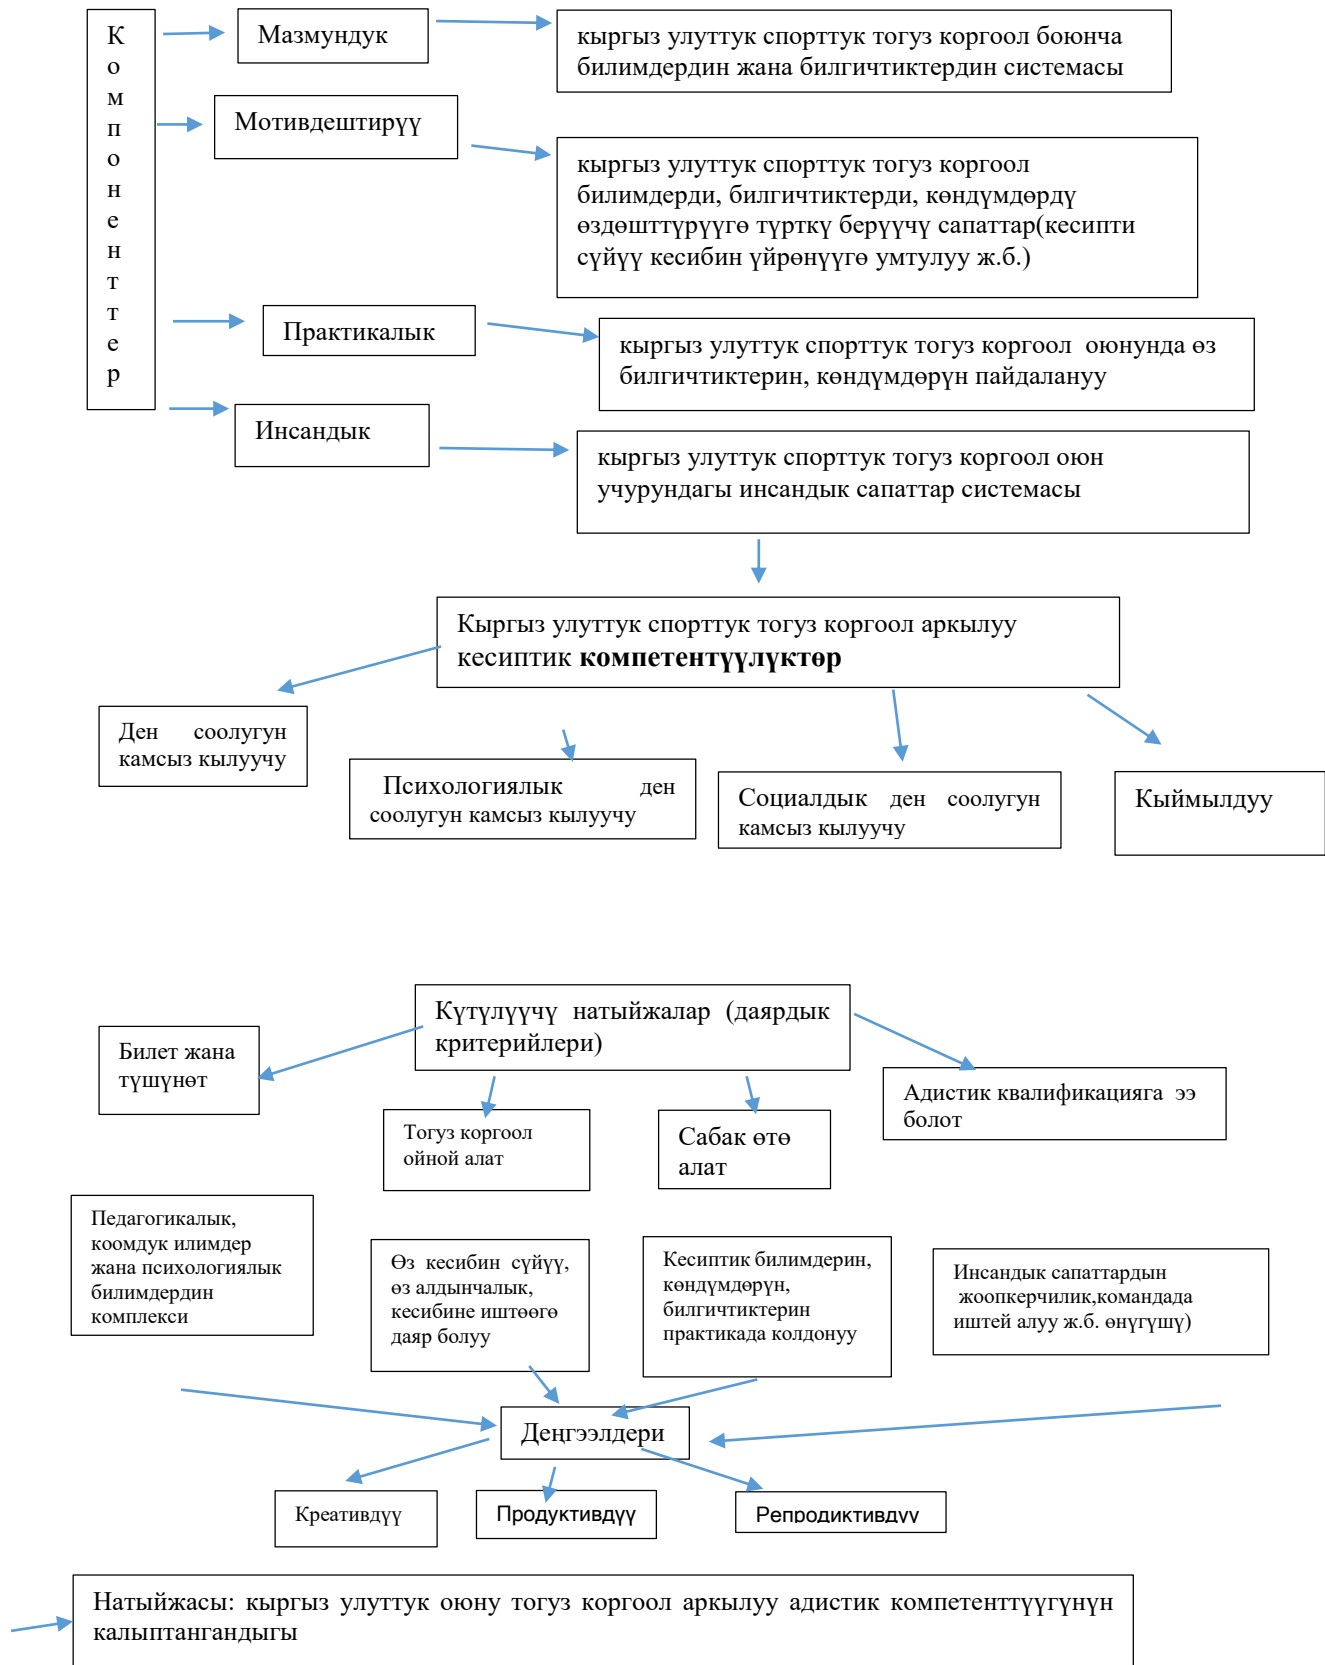 Компоненттер
Мазмундук
кыргыз улуттук спорттук тогуз коргоол боюнча
билимдердин жана билгичтиктердин системасы
Мотивдештирүү
кыргыз улуттук спорттук тогуз коргоол
билимдерди, билгичтиктерди, көндүмдөрдү
өздөшттүрүүгө түрткү берүүчү сапаттар(кесипти
сүйүү кесибин үйрөнүүгө умтулуу ж.б.)
Практикалык
кыргыз улуттук спорттук тогуз коргоол оюнунда өз
билгичтиктерин, көндүмдөрүн пайдалануу
Инсандык
кыргыз улуттук спорттук тогуз коргоол оюн
учурундагы инсандык сапаттар системасы
Кыргыз улуттук спорттук тогуз коргоол аркылуу
кесиптик компетентүүлүктөр
Ден соолугун
камсыз кылуучу
Психологиялык ден
соолугун камсыз кылуучу
Социалдык ден соолугун
камсыз кылуучу
Кыймылдуу
Күтүлүүчү натыйжалар (даярдык
критерийлери)
Билет жана
түшүнөт
Тогуз коргоол
ойной алат
Сабак өтө
алат
Адистик квалификацияга ээ
болот
Педагогикалык,
коомдук илимдер
жана психологиялык
билимдердин
комплекси
Өз кесибин сүйүү,
өз алдынчалык,
кесибине иштөөгө
даяр болуу
Кесиптик билимдерин,
көндүмдөрүн,
билгичтиктерин
практикада колдонуу
Инсандык сапаттардын
жоопкерчилик,командада
иштей алуу ж.б. өнүгүшү)
Деңгээлдери
Креативдүү
Продуктивдүү
Репродиктивдүү
Натыйжасы: кыргыз улуттук оюну тогуз коргоол аркылуу адистик компетенттүүгүнүн
калыптангандыгы